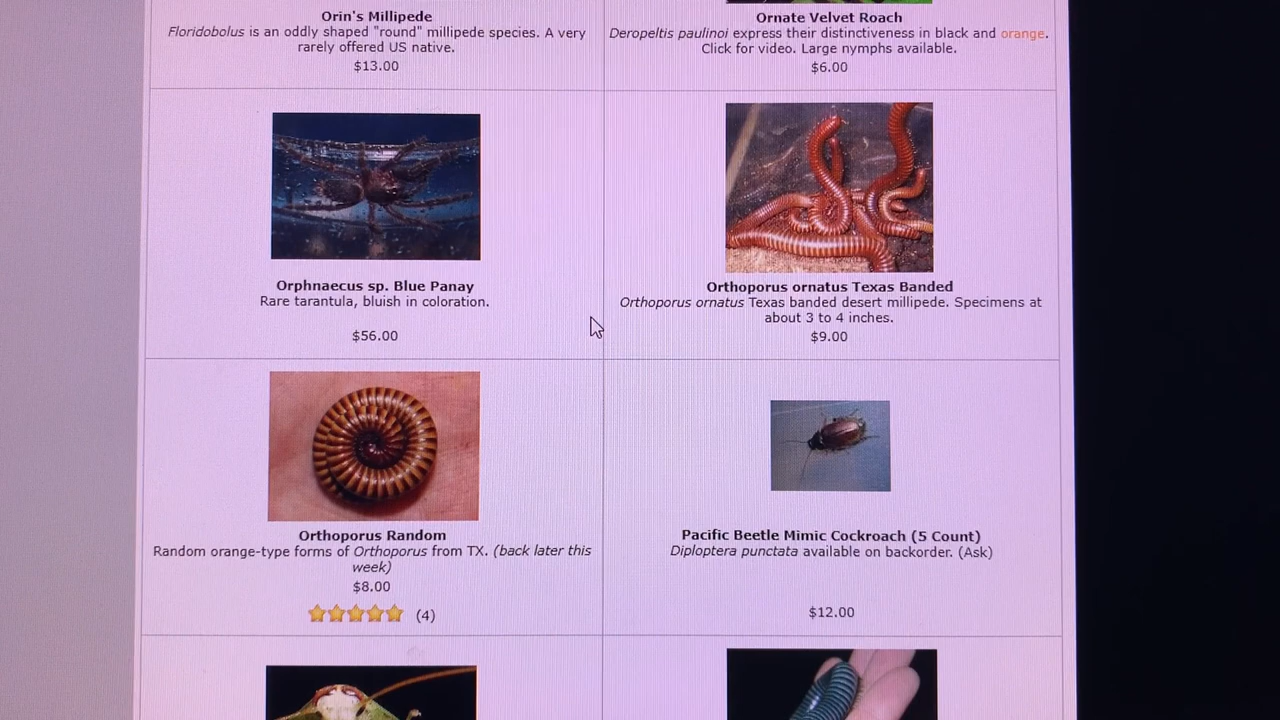 Orin's Millipede
Floridobolus is an oddly shaped "round" millipede species. A very
rarely offered US native.
$13.00
Ornate Velvet Roach
Deropeltis paulinoi express their distinctiveness in black and orange.
Click for video. Large nymphs available.
$6.00
Orphnaecus sp. Blue Panay
Rare tarantula, bluish in coloration.
$56.00
Orthoporus ornatus Texas Banded
Orthoporus ornatus Texas banded desert millipede. Specimens at
about 3 to 4 inches.
$9.00
Orthoporus Random
Random orange-type forms of Orthoporus from TX. (back later this
week)
$8.00
(4)
Pacific Beetle Mimic Cockroach (5 Count)
Diploptera punctata available on backorder. (Ask)
$12.00